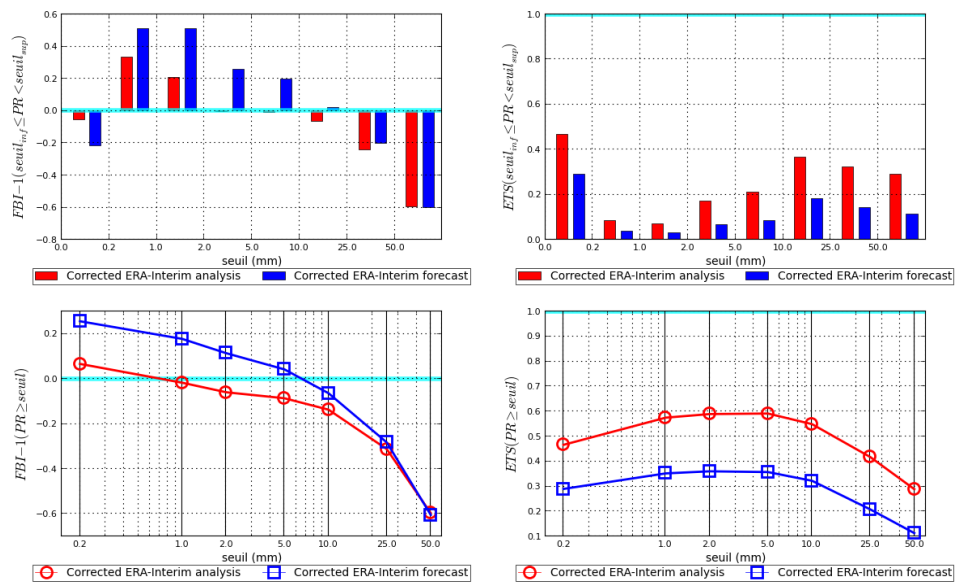 0.6
0.4
0.2
0.0
−0.2
−0.4
−0.6
−0.8
FBI−1(seuil_inf ≤ PR < seuil_sup)
0.0 0.2 1.0 2.0 5.0 10.0 25.0 50.0
seuil (mm)
Corrected ERA-Interim analysis Corrected ERA-Interim forecast
1.0
0.8
0.6
0.4
0.2
0.0
ETS(seuil_inf ≤ PR < seuil_sup)
0.0 0.2 1.0 2.0 5.0 10.0 25.0 50.0
seuil (mm)
Corrected ERA-Interim analysis Corrected ERA-Interim forecast
0.2
0.0
−0.2
−0.4
−0.6
FBI−1(PR ≥ seuil)
0.2 1.0 2.0 5.0 10.0 25.0 50.0
seuil (mm)
Corrected ERA-Interim analysis Corrected ERA-Interim forecast
1.0
0.9
0.8
0.7
0.6
0.5
0.4
0.3
0.2
0.1
ETS(PR ≥ seuil)
0.2 1.0 2.0 5.0 10.0 25.0 50.0
seuil (mm)
Corrected ERA-Interim analysis Corrected ERA-Interim forecast